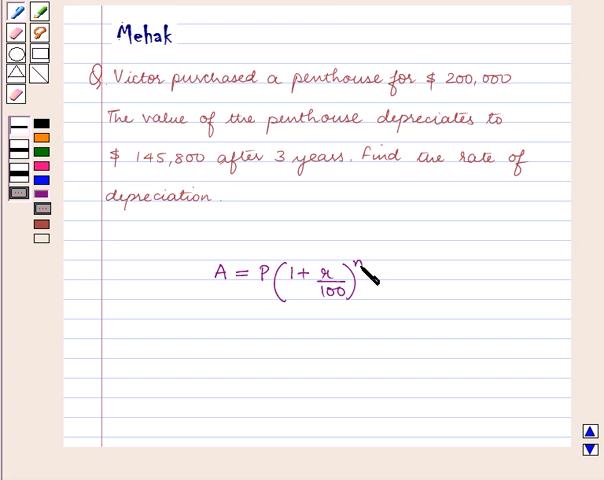 Mehak
Q. Victor purchased a penthouse for $ 200,000
The value of the penthouse depreciates to
$ 145,800 after 3 years. Find the rate of
depreciation.
A = P(1 + r/100)^n